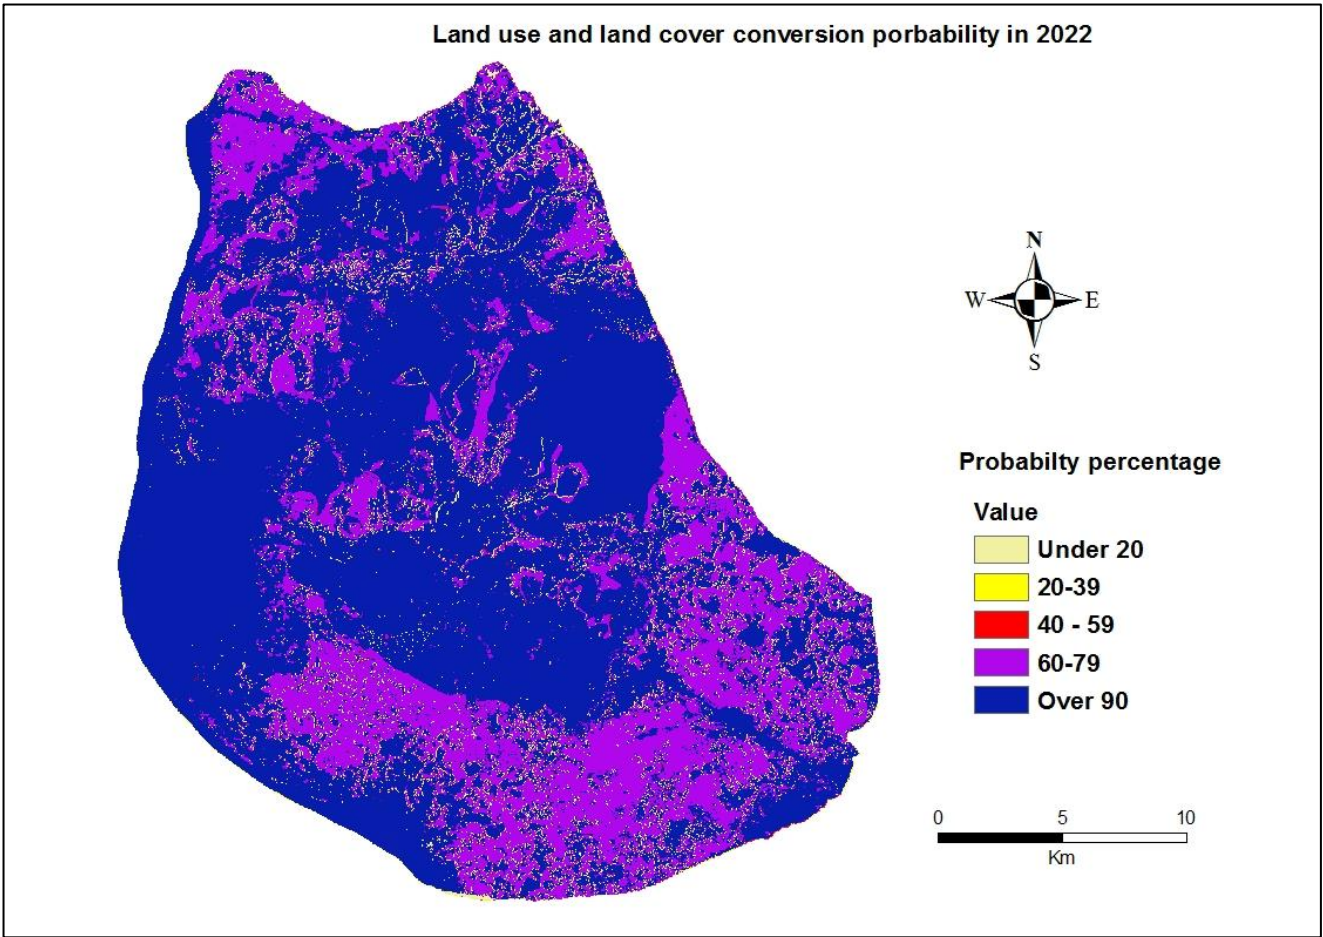 Land use and land cover conversion porbability in 2022
N
W
E
S
Probabilty percentage
Value
Under 20
20-39
40 - 59
60-79
Over 90
0 5 10
Km